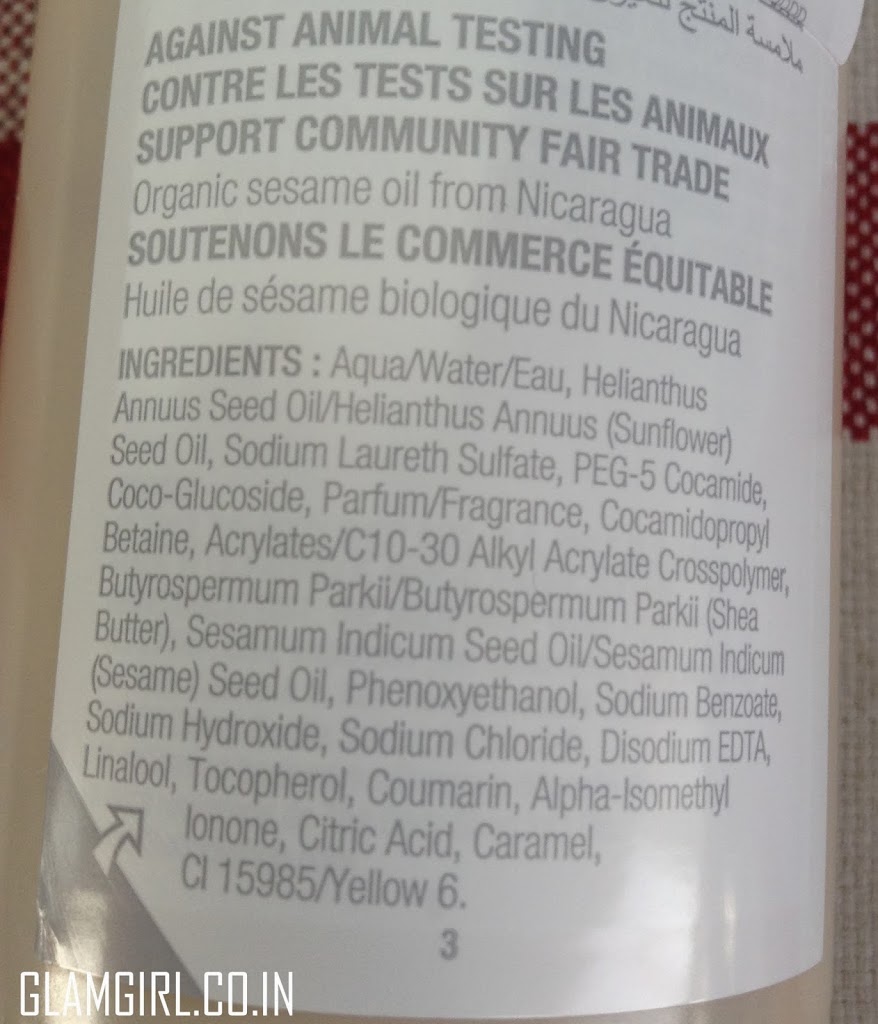 ملامسة المنتج
AGAINST ANIMAL TESTING
CONTRE LES TESTS SUR LES ANIMAUX
SUPPORT COMMUNITY FAIR TRADE
Organic sesame oil from Nicaragua
SOUTENONS LE COMMERCE ÉQUITABLE
Huile de sésame biologique du Nicaragua
INGREDIENTS : Aqua/Water/Eau, Helianthus
Annuus Seed Oil/Helianthus Annuus (Sunflower)
Seed Oil, Sodium Laureth Sulfate, PEG-5 Cocamide,
Coco-Glucoside, Parfum/Fragrance, Cocamidopropyl
Betaine, Acrylates/C10-30 Alkyl Acrylate Crosspolymer,
Butyrospermum Parkii/Butyrospermum Parkii (Shea
Butter), Sesamum Indicum Seed Oil/Sesamum Indicum
(Sesame) Seed Oil, Phenoxyethanol, Sodium Benzoate,
Sodium Hydroxide, Sodium Chloride, Disodium EDTA,
Linalool, Tocopherol, Coumarin, Alpha-Isomethyl
Ionone, Citric Acid, Caramel,
CI 15985/Yellow 6.
3
GLAMGIRL.CO.IN